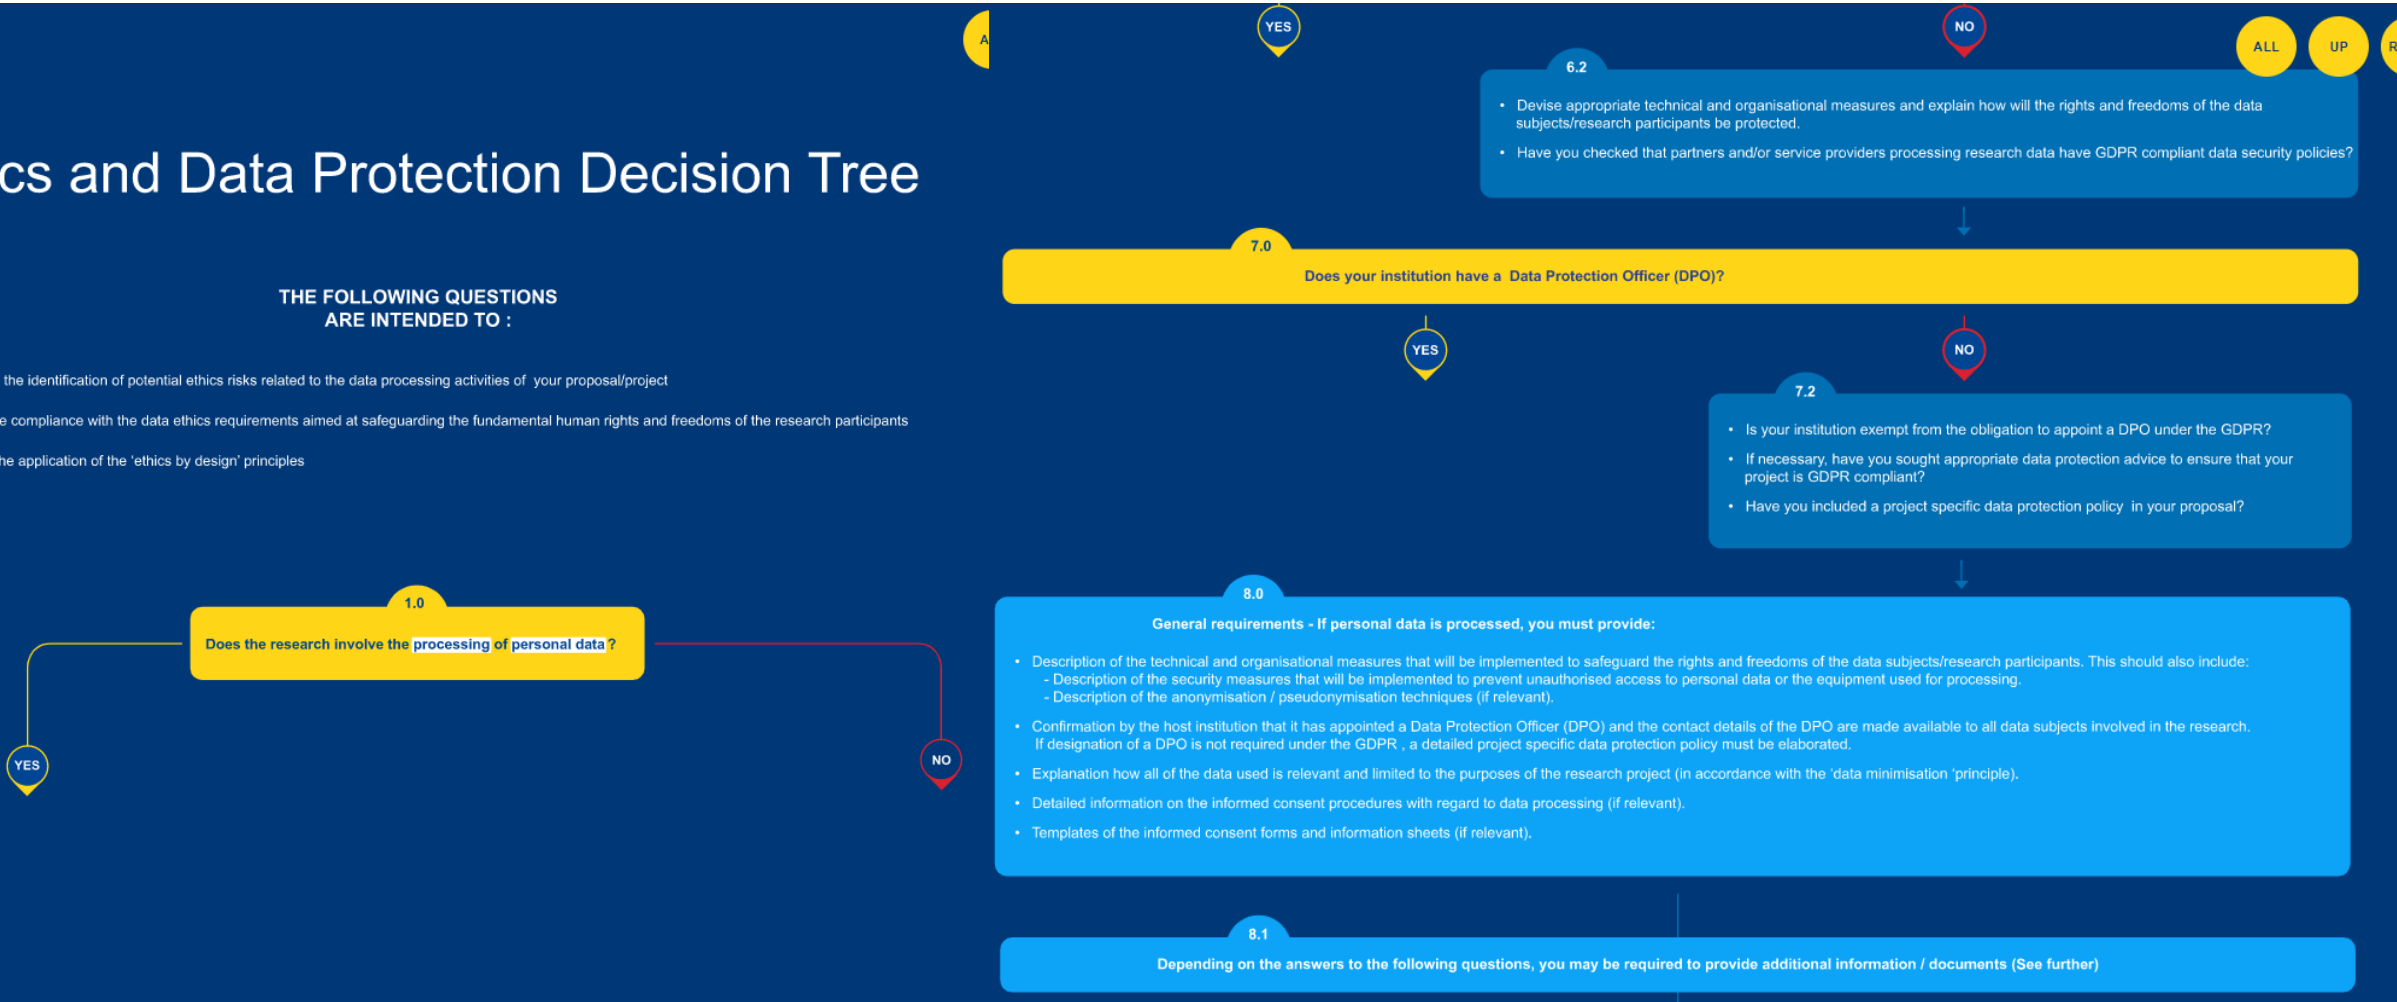 cs and Data Protection Decision Tree
THE FOLLOWING QUESTIONS
ARE INTENDED TO :
the identification of potential ethics risks related to the data processing activities of your proposal/project
e compliance with the data ethics requirements aimed at safeguarding the fundamental human rights and freedoms of the research participants
he application of the ‘ethics by design’ principles
1.0
Does the research involve the processing of personal data ?
YES
NO
A
YES
NO
ALL
UP
R
6.2
• Devise appropriate technical and organisational measures and explain how will the rights and freedoms of the data
subjects/research participants be protected.
• Have you checked that partners and/or service providers processing research data have GDPR compliant data security policies?
7.0
Does your institution have a Data Protection Officer (DPO)?
YES
NO
7.2
• Is your institution exempt from the obligation to appoint a DPO under the GDPR?
• If necessary, have you sought appropriate data protection advice to ensure that your
project is GDPR compliant?
• Have you included a project specific data protection policy in your proposal?
8.0
General requirements - If personal data is processed, you must provide:
• Description of the technical and organisational measures that will be implemented to safeguard the rights and freedoms of the data subjects/research participants. This should also include:
- Description of the security measures that will be implemented to prevent unauthorised access to personal data or the equipment used for processing.
- Description of the anonymisation / pseudonymisation techniques (if relevant).
• Confirmation by the host institution that it has appointed a Data Protection Officer (DPO) and the contact details of the DPO are made available to all data subjects involved in the research.
If designation of a DPO is not required under the GDPR , a detailed project specific data protection policy must be elaborated.
• Explanation how all of the data used is relevant and limited to the purposes of the research project (in accordance with the ‘data minimisation ‘principle).
• Detailed information on the informed consent procedures with regard to data processing (if relevant).
• Templates of the informed consent forms and information sheets (if relevant).
8.1
Depending on the answers to the following questions, you may be required to provide additional information / documents (See further)